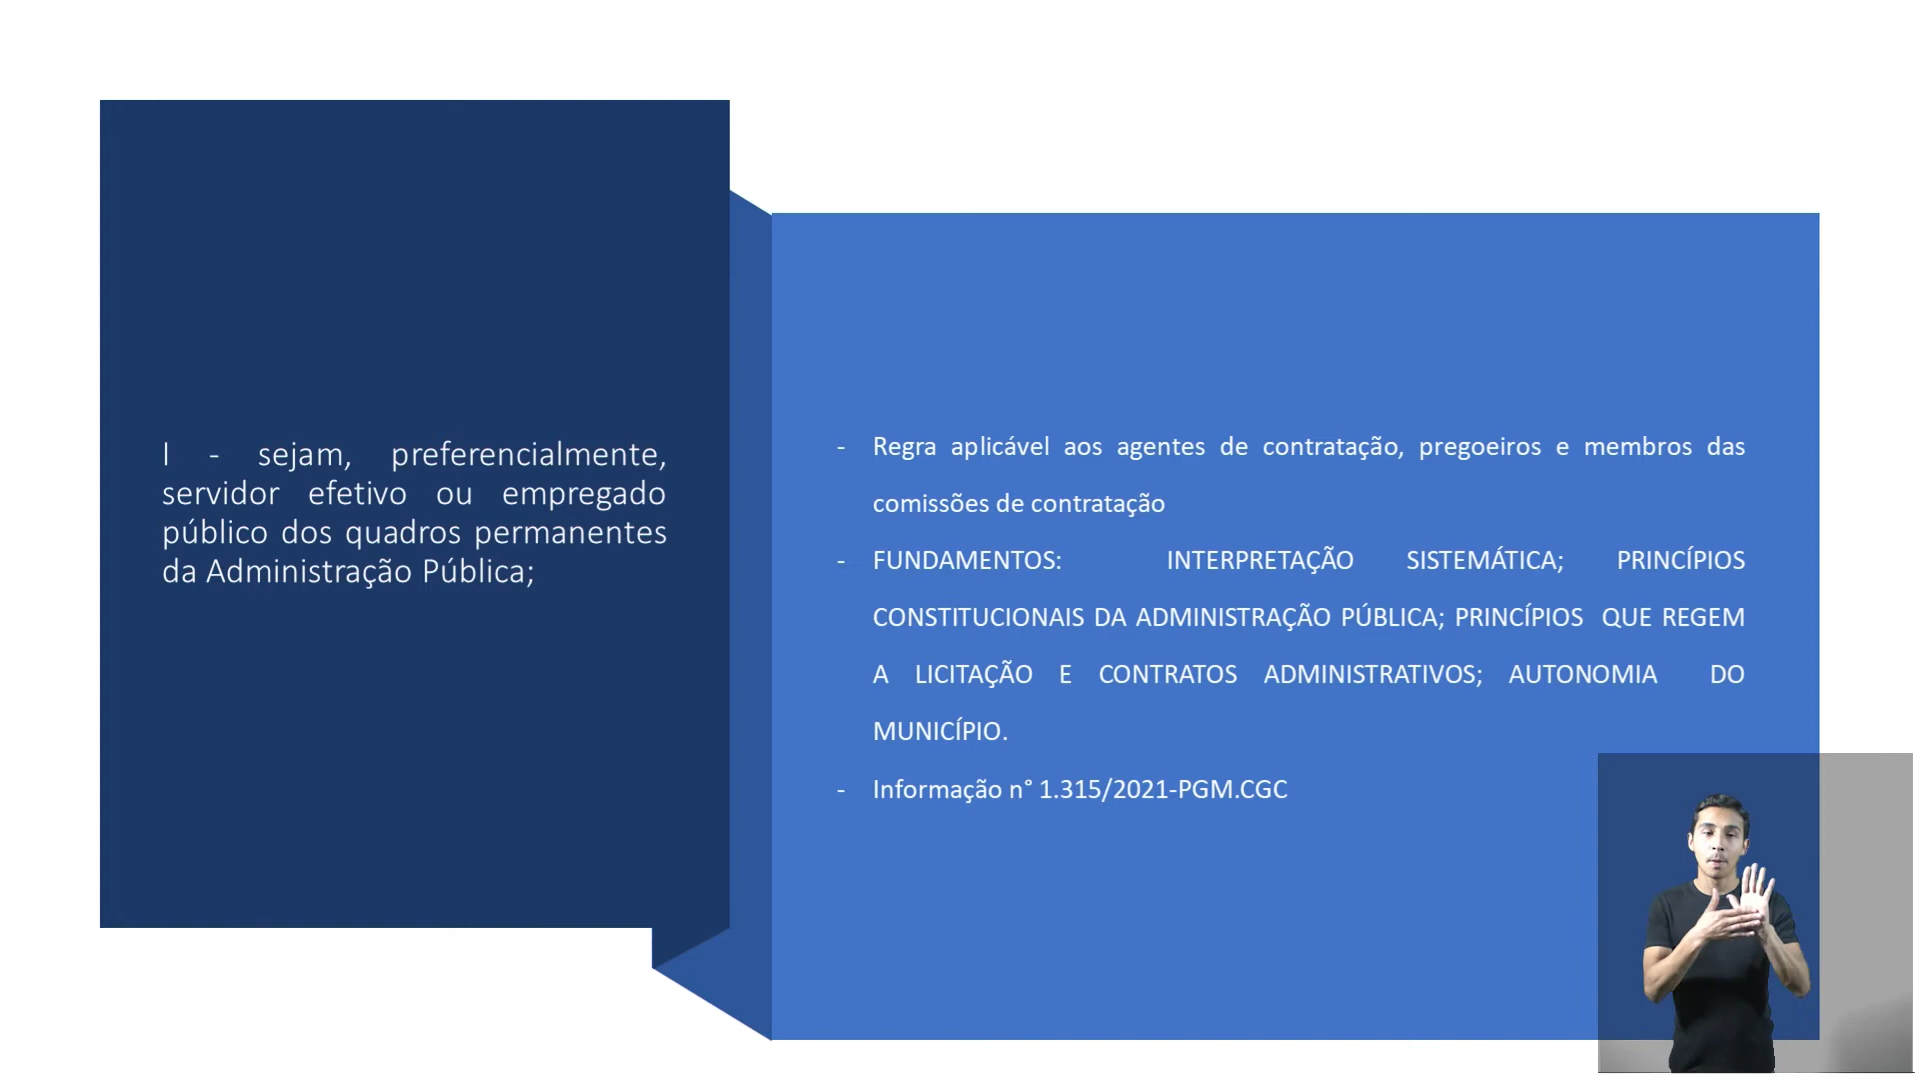 I - sejam, preferencialmente,
servidor efetivo ou empregado
público dos quadros permanentes
da Administração Pública;
- Regra aplicável aos agentes de contratação, pregoeiros e membros das
comissões de contratação
- FUNDAMENTOS: INTERPRETAÇÃO SISTEMÁTICA; PRINCÍPIOS
CONSTITUCIONAIS DA ADMINISTRAÇÃO PÚBLICA; PRINCÍPIOS QUE REGEM
A LICITAÇÃO E CONTRATOS ADMINISTRATIVOS; AUTONOMIA DO
MUNICÍPIO.
- Informação n° 1.315/2021-PGM.CGC